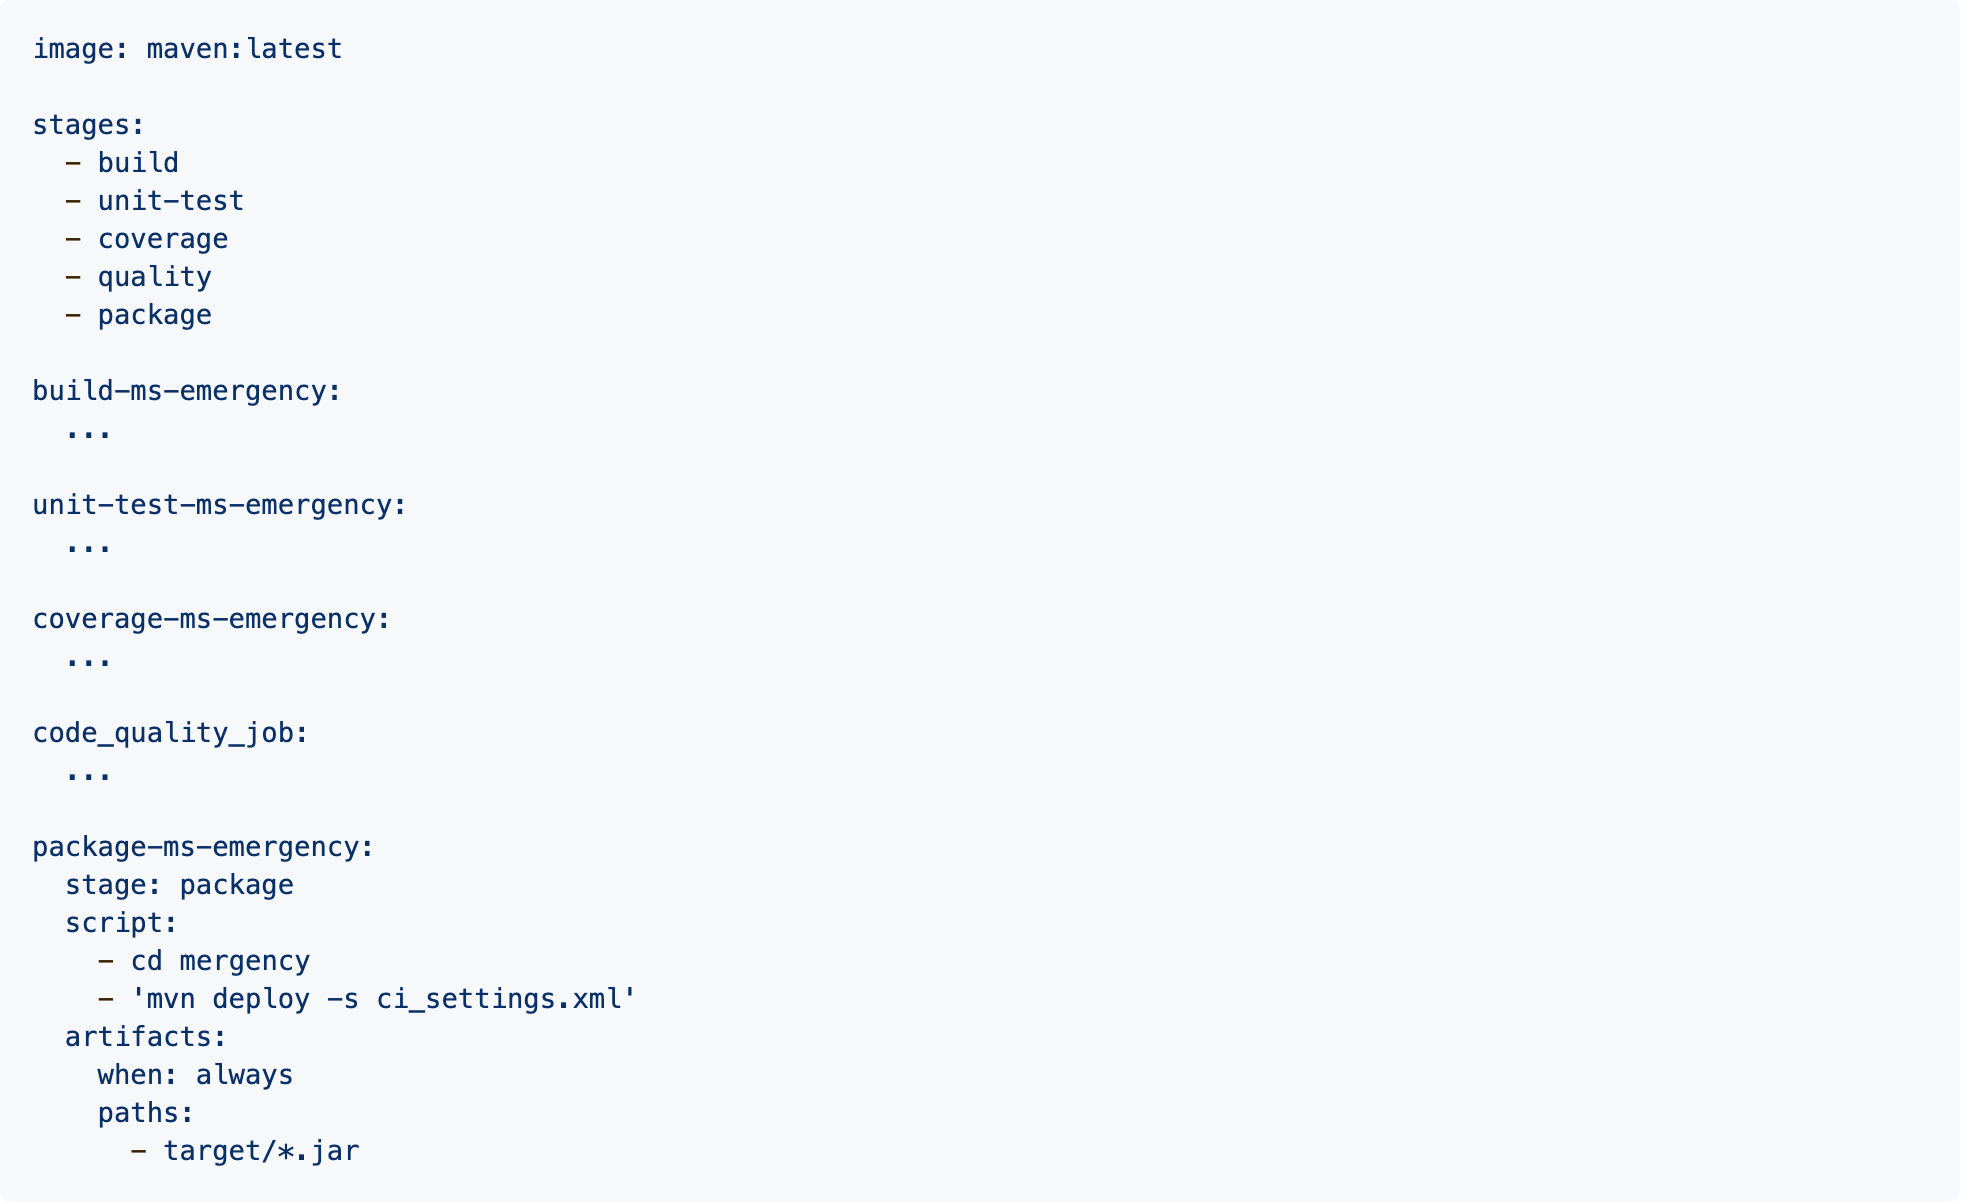 image: maven:latest

stages:
  - build
  - unit-test
  - coverage
  - quality
  - package

build-ms-emergency:
  ...

unit-test-ms-emergency:
  ...

coverage-ms-emergency:
  ...

code_quality_job:
  ...

package-ms-emergency:
  stage: package
  script:
    - cd mergency
    - 'mvn deploy -s ci_settings.xml'
  artifacts:
    when: always
    paths:
      - target/*.jar